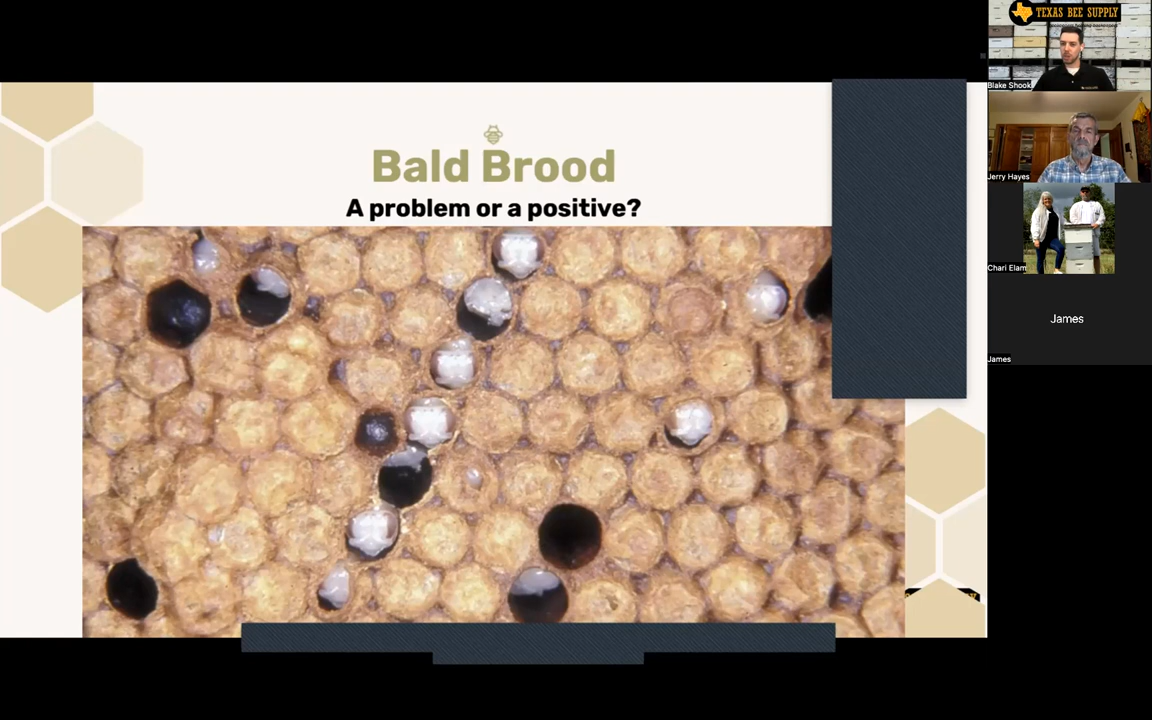 Bald Brood
A problem or a positive?
TEXAS BEE SUPPLY
Blake Shook
Jerry Hayes
Chari Elam
James
James